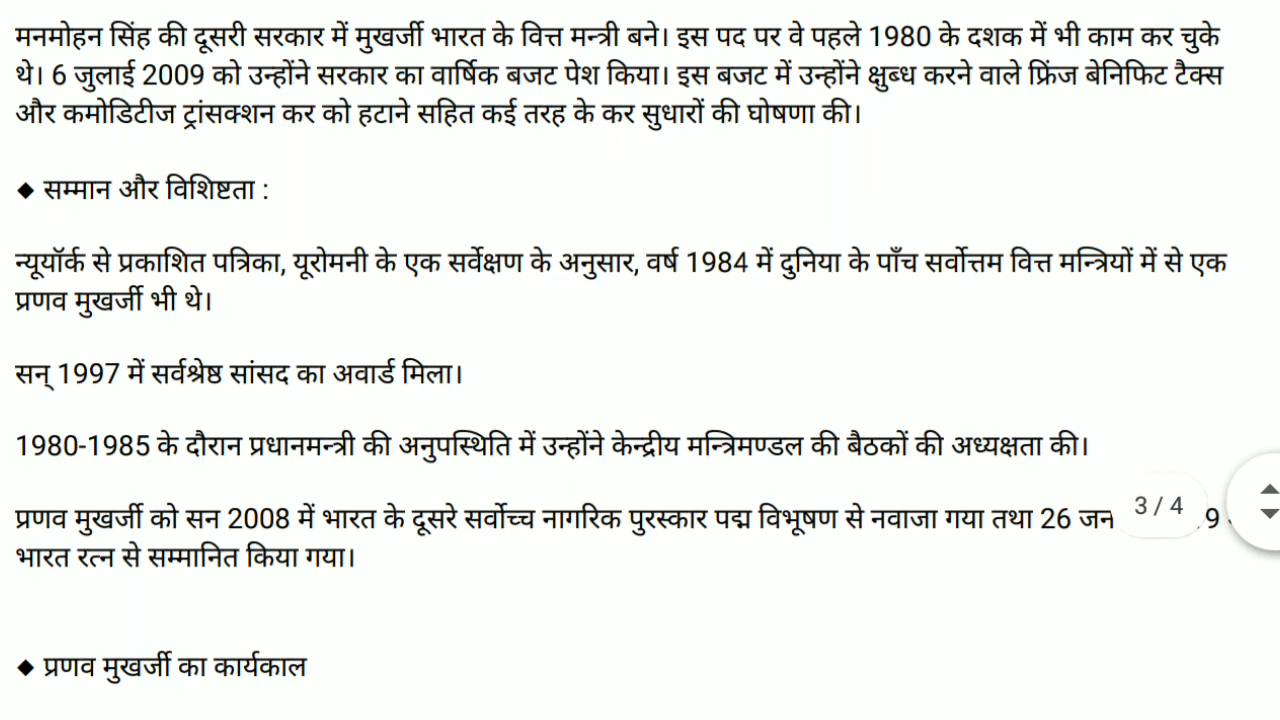 मनमोहन सिंह की दूसरी सरकार में मुखर्जी भारत के वित्त मन्त्री बने। इस पद पर वे पहले 1980 के दशक में भी काम कर चुके
थे। 6 जुलाई 2009 को उन्होंने सरकार का वार्षिक बजट पेश किया। इस बजट में उन्होंने क्षुब्ध करने वाले फ्रिंज बेनिफिट टैक्स
और कमोडिटीज ट्रांसक्शन कर को हटाने सहित कई तरह के कर सुधारों की घोषणा की।
◆ सम्मान और विशिष्टता :
न्यूयॉर्क से प्रकाशित पत्रिका, यूरोमनी के एक सर्वेक्षण के अनुसार, वर्ष 1984 में दुनिया के पाँच सर्वोत्तम वित्त मन्त्रियों में से एक
प्रणव मुखर्जी भी थे।
सन् 1997 में सर्वश्रेष्ठ सांसद का अवार्ड मिला।
1980-1985 के दौरान प्रधानमन्त्री की अनुपस्थिति में उन्होंने केन्द्रीय मन्त्रिमण्डल की बैठकों की अध्यक्षता की।
प्रणव मुखर्जी को सन 2008 में भारत के दूसरे सर्वोच्च नागरिक पुरस्कार पद्म विभूषण से नवाजा गया तथा 26 जन 3 / 4 9
भारत रत्न से सम्मानित किया गया।
◆ प्रणव मुखर्जी का कार्यकाल